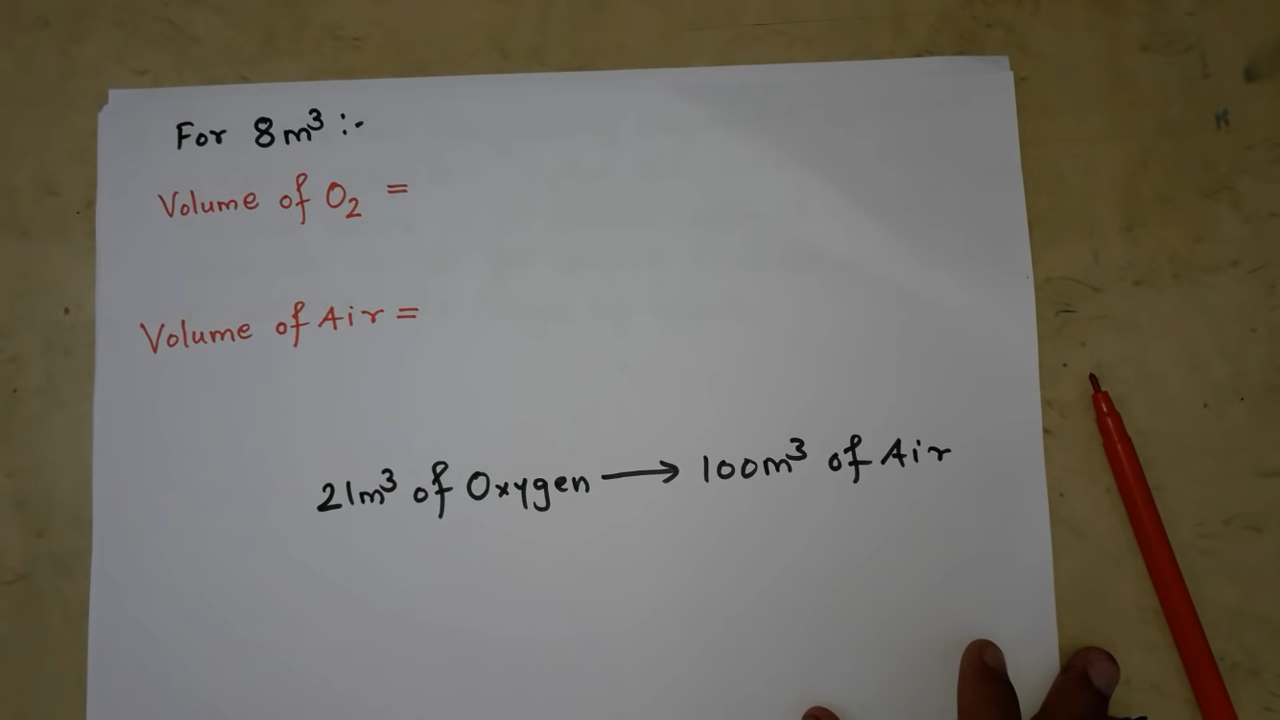 For 8m³ :-
Volume of O₂ =
Volume of Air =
21m³ of Oxygen → 100m³ of Air